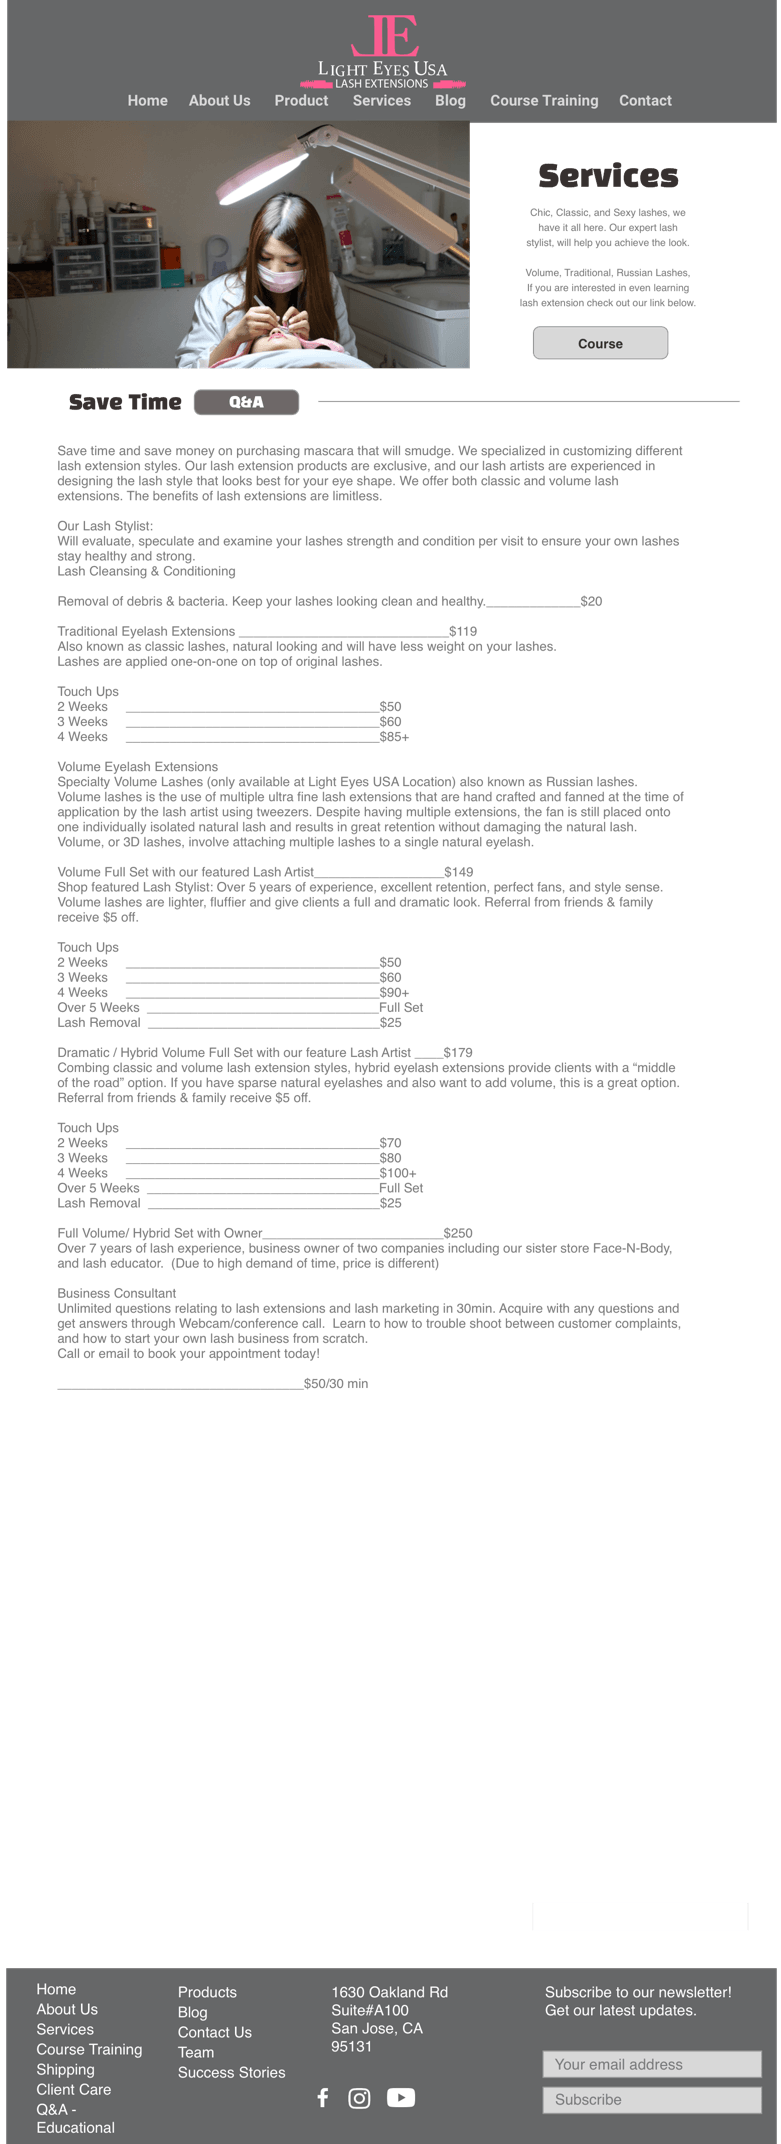 LE
LIGHT EYES USA
LASH EXTENSIONS
Home About Us Product Services Blog Course Training Contact
Services
Chic, Classic, and Sexy lashes, we
have it all here. Our expert lash
stylist, will help you achieve the look.
Volume, Traditional, Russian Lashes,
If you are interested in even learning
lash extension check out our link below.
Course
Save Time Q&A
Save time and save money on purchasing mascara that will smudge. We specialized in customizing different
lash extension styles. Our lash extension products are exclusive, and our lash artists are experienced in
designing the lash style that looks best for your eye shape. We offer both classic and volume lash
extensions. The benefits of lash extensions are limitless.
Our Lash Stylist:
Will evaluate, speculate and examine your lashes strength and condition per visit to ensure your own lashes
stay healthy and strong.
Lash Cleansing & Conditioning
Removal of debris & bacteria. Keep your lashes looking clean and healthy._____________$20
Traditional Eyelash Extensions _____________________________$119
Also known as classic lashes, natural looking and will have less weight on your lashes.
Lashes are applied one-on-one on top of original lashes.
Touch Ups
2 Weeks ___________________________________$50
3 Weeks ___________________________________$60
4 Weeks ___________________________________$85+
Volume Eyelash Extensions
Specialty Volume Lashes (only available at Light Eyes USA Location) also known as Russian lashes.
Volume lashes is the use of multiple ultra fine lash extensions that are hand crafted and fanned at the time of
application by the lash artist using tweezers. Despite having multiple extensions, the fan is still placed onto
one individually isolated natural lash and results in great retention without damaging the natural lash.
Volume, or 3D lashes, involve attaching multiple lashes to a single natural eyelash.
Volume Full Set with our featured Lash Artist__________________$149
Shop featured Lash Stylist: Over 5 years of experience, excellent retention, perfect fans, and style sense.
Volume lashes are lighter, fluffier and give clients a full and dramatic look. Referral from friends & family
receive $5 off.
Touch Ups
2 Weeks ___________________________________$50
3 Weeks ___________________________________$60
4 Weeks ___________________________________$90+
Over 5 Weeks ________________________________Full Set
Lash Removal ________________________________$25
Dramatic / Hybrid Volume Full Set with our feature Lash Artist ____$179
Combing classic and volume lash extension styles, hybrid eyelash extensions provide clients with a “middle
of the road” option. If you have sparse natural eyelashes and also want to add volume, this is a great option.
Referral from friends & family receive $5 off.
Touch Ups
2 Weeks ___________________________________$70
3 Weeks ___________________________________$80
4 Weeks ___________________________________$100+
Over 5 Weeks ________________________________Full Set
Lash Removal ________________________________$25
Full Volume/ Hybrid Set with Owner_________________________$250
Over 7 years of lash experience, business owner of two companies including our sister store Face-N-Body,
and lash educator. (Due to high demand of time, price is different)
Business Consultant
Unlimited questions relating to lash extensions and lash marketing in 30min. Acquire with any questions and
get answers through Webcam/conference call. Learn to how to trouble shoot between customer complaints,
and how to start your own lash business from scratch.
Call or email to book your appointment today!
__________________________________$50/30 min
Home
About Us
Services
Course Training
Shipping
Client Care
Q&A -
Educational
Products
Blog
Contact Us
Team
Success Stories
1630 Oakland Rd
Suite#A100
San Jose, CA
95131
Subscribe to our newsletter!
Get our latest updates.
Your email address
Subscribe